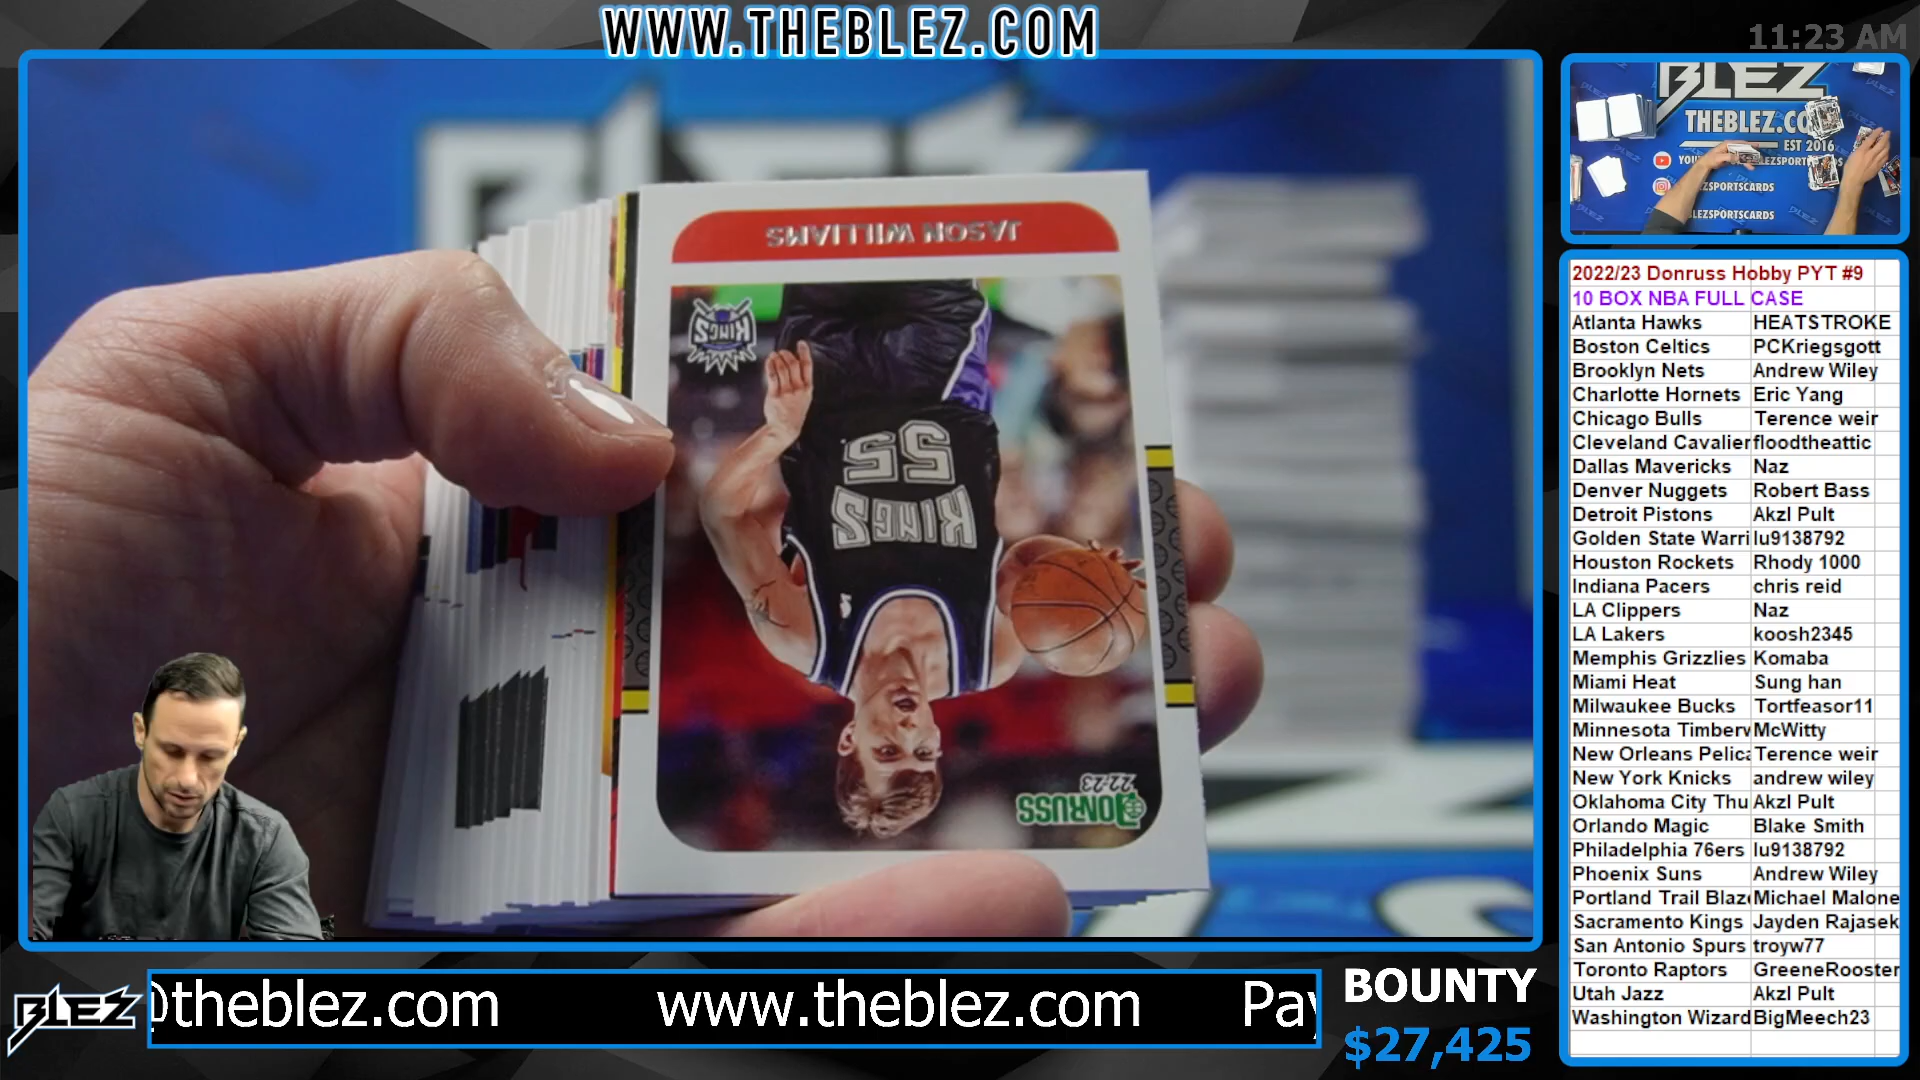 WWW.THEBLEZ.COM
11:23 AM
JASON WILLIAMS
KINGS
KINGS
55
DONRUSS
22-23
BLEZ
THEBLEZ.CO
EST 2016
LEZSPORTSCARDS
BLEZSPORTSCARDS
2022/23 Donruss Hobby PYT #9
10 BOX NBA FULL CASE
Atlanta Hawks HEATSTROKE
Boston Celtics PCKriegsgott
Brooklyn Nets Andrew Wiley
Charlotte Hornets Eric Yang
Chicago Bulls Terence weir
Cleveland Cavalier floodtheattic
Dallas Mavericks Naz
Denver Nuggets Robert Bass
Detroit Pistons Akzl Pult
Golden State Warri lu9138792
Houston Rockets Rhody 1000
Indiana Pacers chris reid
LA Clippers Naz
LA Lakers koosh2345
Memphis Grizzlies Komaba
Miami Heat Sung han
Milwaukee Bucks Tortfeasor11
Minnesota Timberv McWitty
New Orleans Pelica Terence weir
New York Knicks andrew wiley
Oklahoma City Thu Akzl Pult
Orlando Magic Blake Smith
Philadelphia 76ers lu9138792
Phoenix Suns Andrew Wiley
Portland Trail Blaz Michael Malone
Sacramento Kings Jayden Rajasek
San Antonio Spurs troyw77
Toronto Raptors GreeneRooster
Utah Jazz Akzl Pult
Washington Wizard BigMeech23
BLEZ
@theblez.com www.theblez.com Pay
BOUNTY
$27,425